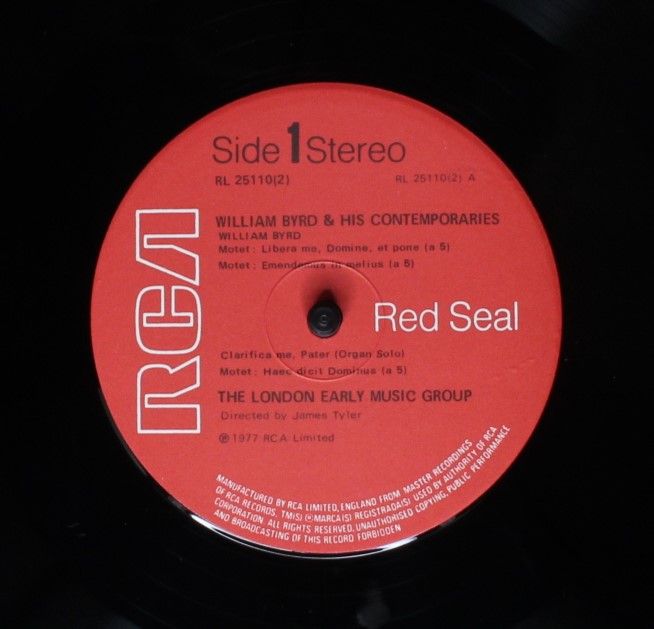 Side 1 Stereo
RL 25110(2)
RL 25110(2) A
WILLIAM BYRD & HIS CONTEMPORARIES
WILLIAM BYRD
Motet: Libera me, Domine, et pone (a 5)
Motet: Emendemus in melius (a 5)
RCA
Red Seal
Clarifica me, Pater (Organ Solo)
Motet: Haec dicit Dominus (a 5)
THE LONDON EARLY MUSIC GROUP
Directed by James Tyler
℗ 1977 RCA Limited
MANUFACTURED BY RCA LIMITED, ENGLAND FROM MASTER RECORDINGS
OF RCA RECORDS. TM(S) ® MARCA(S) REGISTRADA(S) USED BY AUTHORITY OF RCA
CORPORATION. ALL RIGHTS RESERVED. UNAUTHORISED COPYING, PUBLIC PERFORMANCE
AND BROADCASTING OF THIS RECORD FORBIDDEN